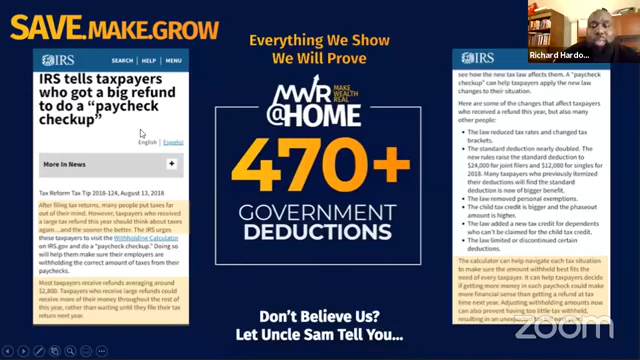 SAVE.MAKE.GROW
IRS
SEARCH | HELP | MENU
IRS tells taxpayers
who got a big refund
to do a “paycheck
checkup”
English | Español
More In News +
Tax Reform Tax Tip 2018-124, August 13, 2018
After filing tax returns, many people put taxes far
out of their mind. However, taxpayers who received a
large tax refund this year should think about taxes
again....and the sooner the better. The IRS urges
these taxpayers to visit the Withholding Calculator
on IRS.gov and do a “paycheck checkup.” Doing so
will help them make sure their employers are
withholding the correct amount of taxes from their
paychecks.
Most taxpayers receive refunds averaging around
$2,800. Taxpayers who receive large refunds could
receive more of their money throughout the rest of
this year, rather than waiting until they file their tax
return next year.
Everything We Show
We Will Prove
MWR
MAKE
WEALTH
REAL
@HOME
470+
GOVERNMENT
DEDUCTIONS
Don’t Believe Us?
Let Uncle Sam Tell You...
Richard Hardo...
IRS
see how the new tax law affects them. A “paycheck
checkup” can help taxpayers apply the new law
changes to their situation.
Here are some of the changes that affect taxpayers
who received a refund this year, but also many
other people:
• The law reduced tax rates and changed tax
brackets.
• The standard deduction nearly doubled. The
new rules raise the standard deduction to
$24,000 for joint filers and $12,000 for singles for
2018. Many taxpayers who previously itemized
their deductions will find the standard
deduction is now of bigger benefit.
• The law removed personal exemptions.
• The child tax credit is bigger and the phaseout
amount is higher.
• The law added a new tax credit for dependents
who can’t be claimed for the child tax credit.
• The law limited or discontinued certain
deductions.
The calculator can help navigate each tax situation
to make sure the amount withheld best fits the
need of every taxpayer. It can help taxpayers decide
if getting more money in each paycheck could make
more financial sense than getting a refund at tax
time next year. Adjusting withholding amounts now
can also prevent having too little tax withheld,
resulting in an
zoom